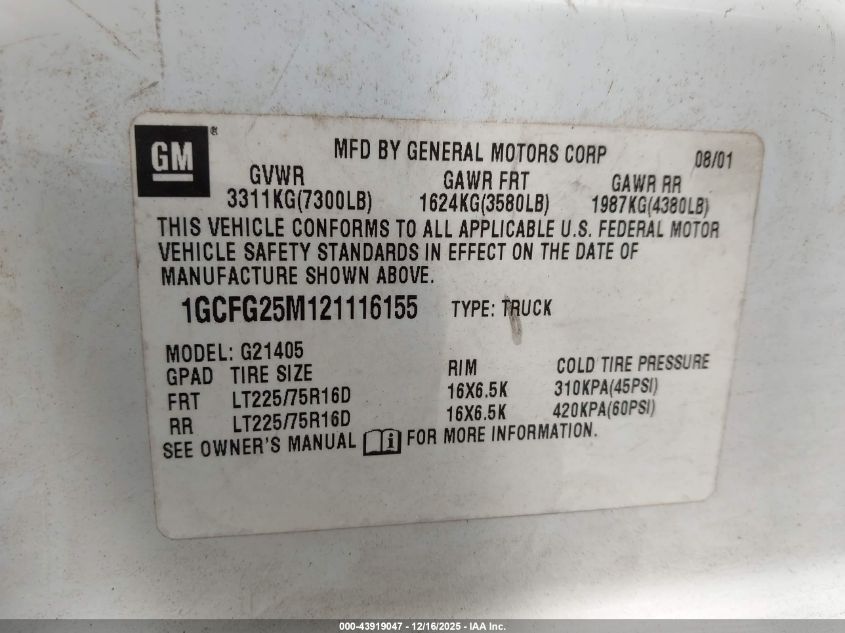 GM ®
MFD BY GENERAL MOTORS CORP 08/01
GVWR GAWR FRT GAWR RR
3311KG(7300LB) 1624KG(3580LB) 1987KG(4380LB)
THIS VEHICLE CONFORMS TO ALL APPLICABLE U.S. FEDERAL MOTOR
VEHICLE SAFETY STANDARDS IN EFFECT ON THE DATE OF
MANUFACTURE SHOWN ABOVE.
1GCFG25M121116155 TYPE: TRUCK
MODEL: G21405
GPAD TIRE SIZE RIM COLD TIRE PRESSURE
FRT LT225/75R16D 16X6.5K 310KPA(45PSI)
RR LT225/75R16D 16X6.5K 420KPA(60PSI)
SEE OWNER'S MANUAL i FOR MORE INFORMATION.
000-43919047 - 12/16/2025 - IAA Inc.